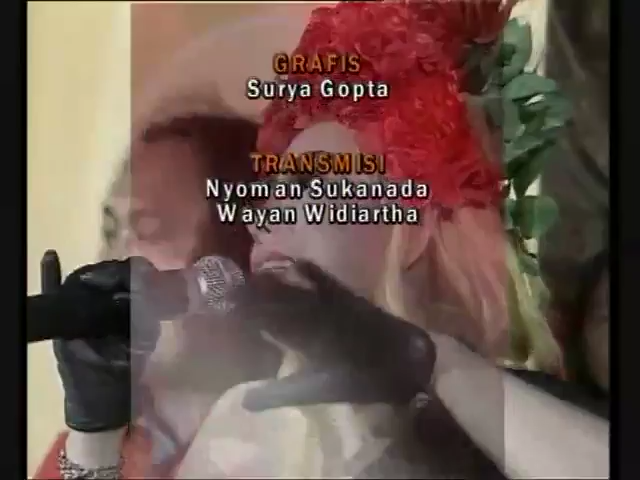 GRAFIS
Surya Gopta
TRANSMISI
Nyoman Sukanada
Wayan Widiartha